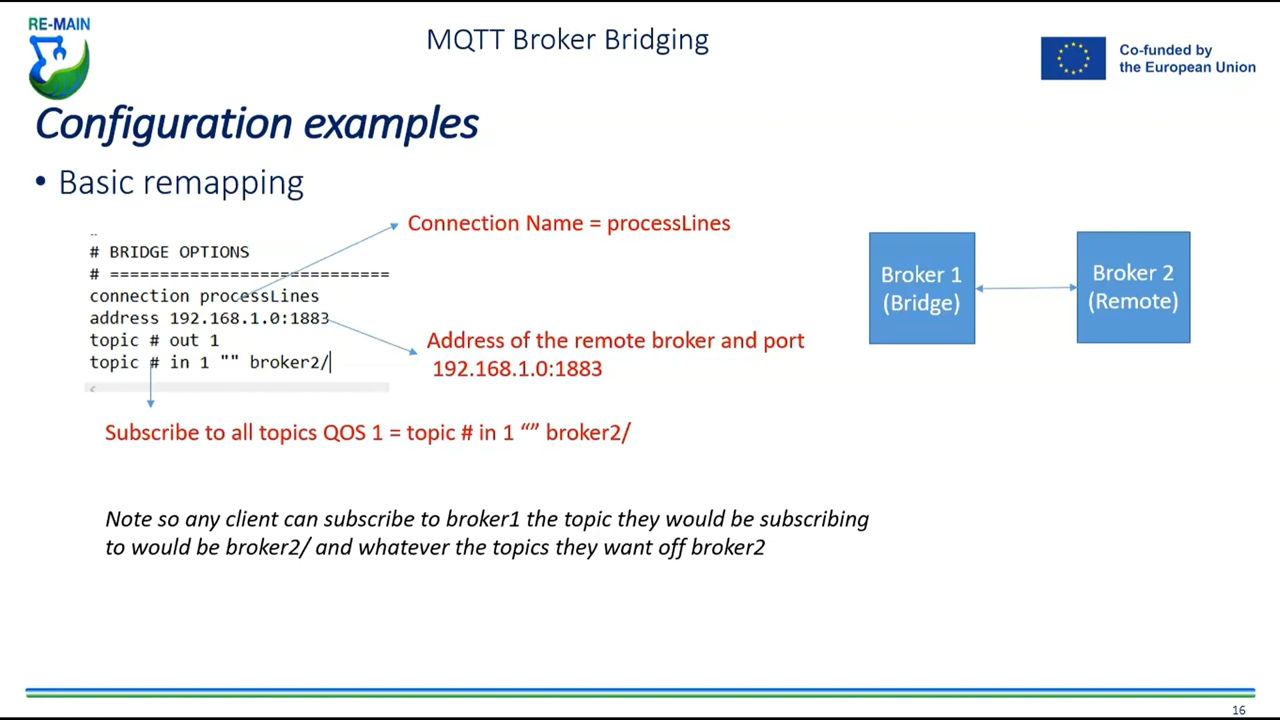 RE-MAIN
MQTT Broker Bridging
Co-funded by
the European Union
Configuration examples
• Basic remapping
Connection Name = processLines
# BRIDGE OPTIONS
# ============================
connection processLines
address 192.168.1.0:1883
topic # out 1
topic # in 1 "" broker2/
Broker 1
(Bridge)
Broker 2
(Remote)
Address of the remote broker and port
192.168.1.0:1883
Subscribe to all topics QOS 1 = topic # in 1 “” broker2/
Note so any client can subscribe to broker1 the topic they would be subscribing
to would be broker2/ and whatever the topics they want off broker2
16